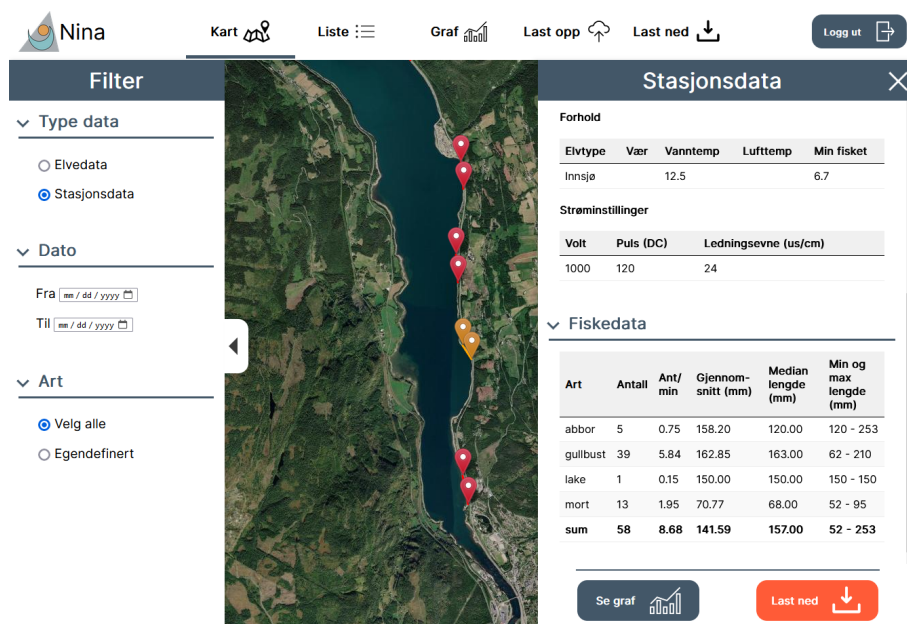 Nina
Kart
Liste
Graf
Last opp
Last ned
Logg ut
Filter
Type data
Elvedata
Stasjonsdata
Dato
Fra mm / dd / yyyy
Til mm / dd / yyyy
Art
Velg alle
Egendefinert
Stasjonsdata
Forhold
Elvtype Vær Vanntemp Lufttemp Min fisket
Innsjø 12.5 6.7
Strøminstillinger
Volt Puls (DC) Ledningsevne (us/cm)
1000 120 24
Fiskedata
Art Antall Ant/ min Gjennom- snitt (mm) Median lengde (mm) Min og max lengde (mm)
abbor 5 0.75 158.20 120.00 120 - 253
gullbust 39 5.84 162.85 163.00 62 - 210
lake 1 0.15 150.00 150.00 150 - 150
mort 13 1.95 70.77 68.00 52 - 95
sum 58 8.68 141.59 157.00 52 - 253
Se graf
Last ned